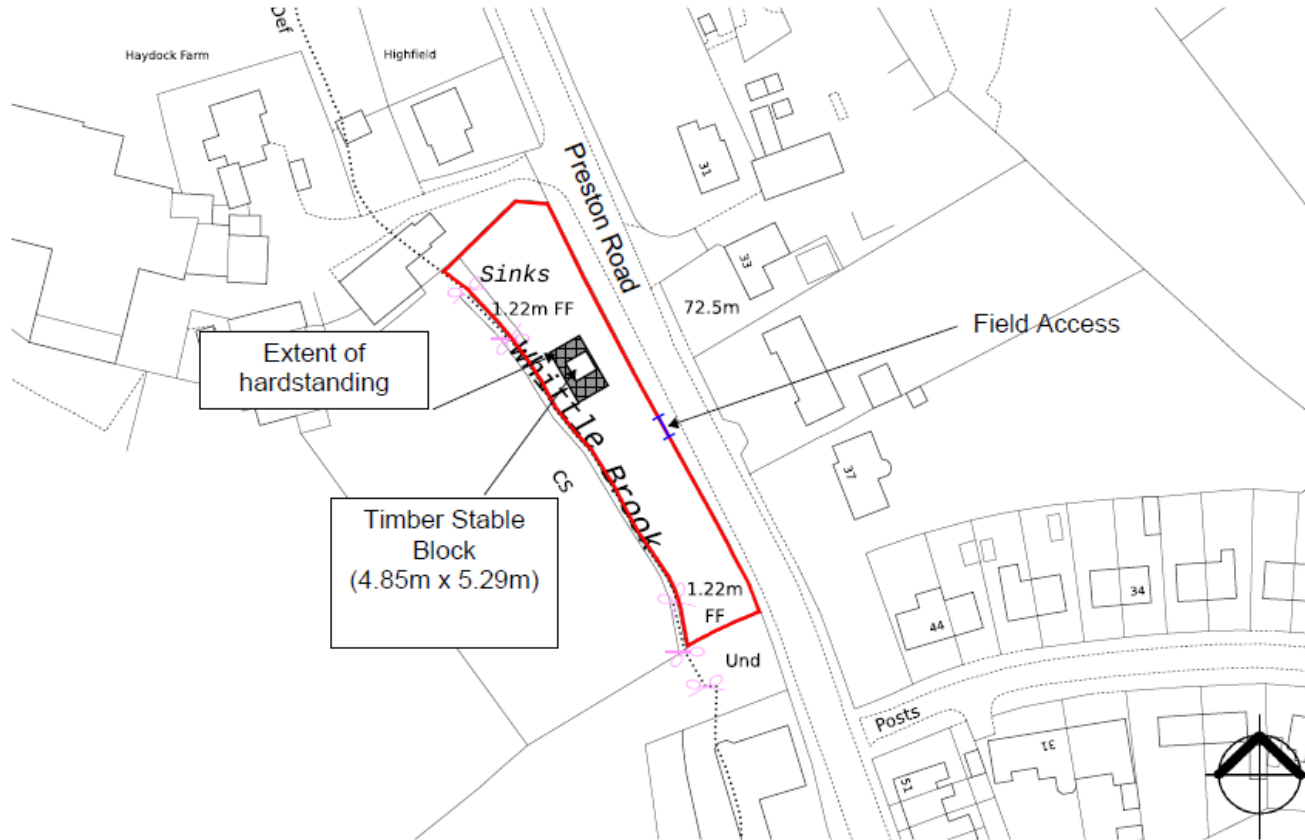 Def
Haydock Farm
Highfield
Preston Road
31
33
Sinks
1.22m FF
72.5m
Field Access
Extent of
hardstanding
Whittle Brook
CS
37
Timber Stable
Block
(4.85m x 5.29m)
1.22m
FF
34
44
Und
Posts
31
51